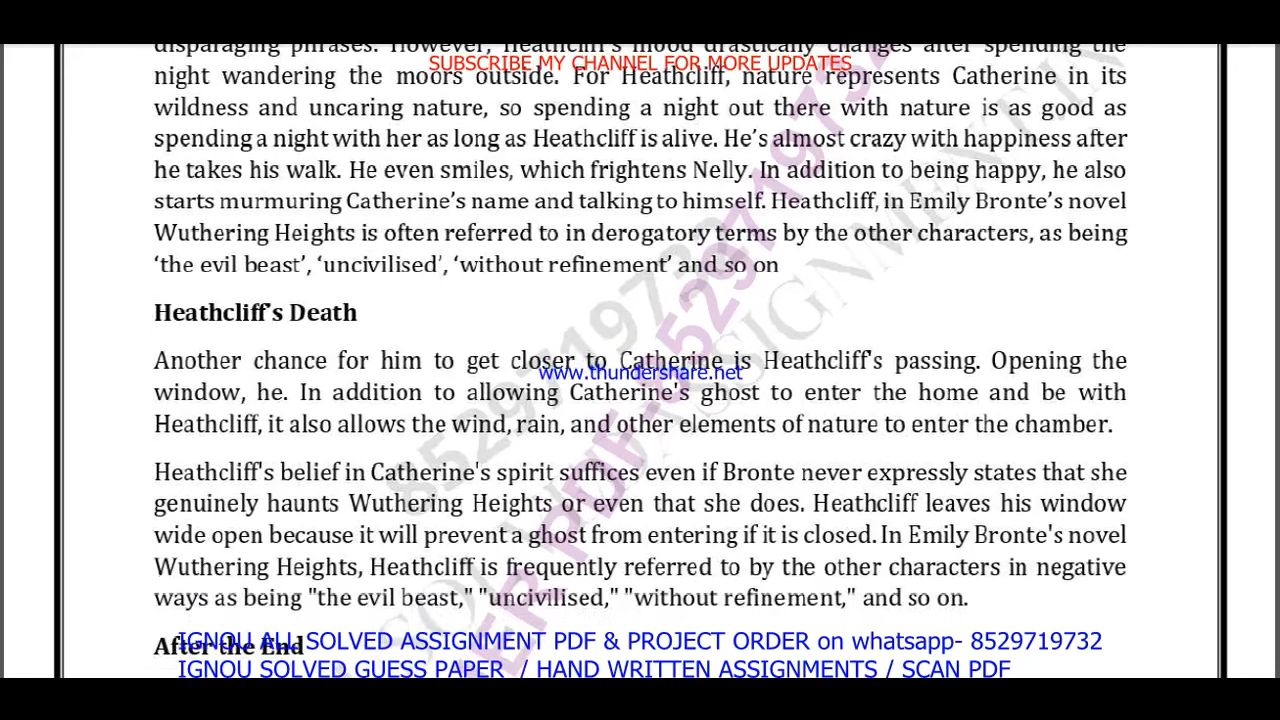 disparaging phrases. However, Heathcliff's mood drastically changes after spending the
SUBSCRIBE MY CHANNEL FOR MORE UPDATES
night wandering the moors outside. For Heathcliff, nature represents Catherine in its
wildness and uncaring nature, so spending a night out there with nature is as good as
spending a night with her as long as Heathcliff is alive. He's almost crazy with happiness after
he takes his walk. He even smiles, which frightens Nelly. In addition to being happy, he also
starts murmuring Catherine's name and talking to himself. Heathcliff, in Emily Bronte's novel
Wuthering Heights is often referred to in derogatory terms by the other characters, as being
‘the evil beast’, ‘uncivilised’, ‘without refinement’ and so on
Heathcliff's Death
Another chance for him to get closer to Catherine is Heathcliff's passing. Opening the
www.thundershare.net
window, he. In addition to allowing Catherine's ghost to enter the home and be with
Heathcliff, it also allows the wind, rain, and other elements of nature to enter the chamber.
Heathcliff's belief in Catherine's spirit suffices even if Bronte never expressly states that she
genuinely haunts Wuthering Heights or even that she does. Heathcliff leaves his window
wide open because it will prevent a ghost from entering if it is closed. In Emily Bronte's novel
Wuthering Heights, Heathcliff is frequently referred to by the other characters in negative
ways as being "the evil beast," "uncivilised," "without refinement," and so on.
After the End
IGNOU ALL SOLVED ASSIGNMENT PDF & PROJECT ORDER on whatsapp- 8529719732
IGNOU SOLVED GUESS PAPER / HAND WRITTEN ASSIGNMENTS / SCAN PDF
8529719732
PDF-8529719732